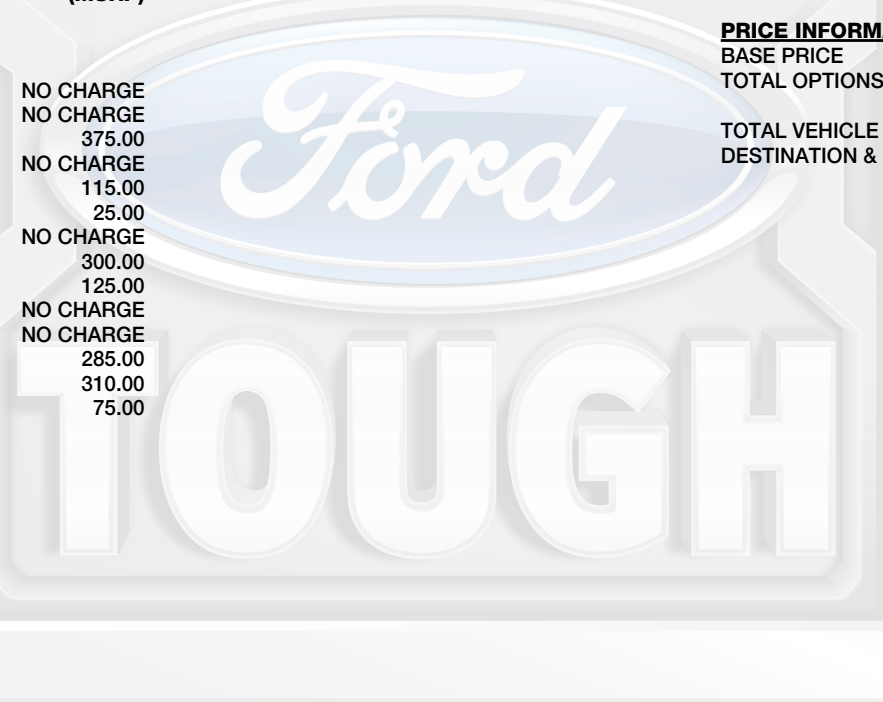 PRICE
BASE PRICE
TOTAL OPTIONS
TOTAL VEHICLE
DESTINATION &
NO CHARGE
NO CHARGE
375.00
NO CHARGE
115.00
25.00
NO CHARGE
300.00
125.00
NO CHARGE
NO CHARGE
285.00
310.00
75.00
Ford
TOUGH